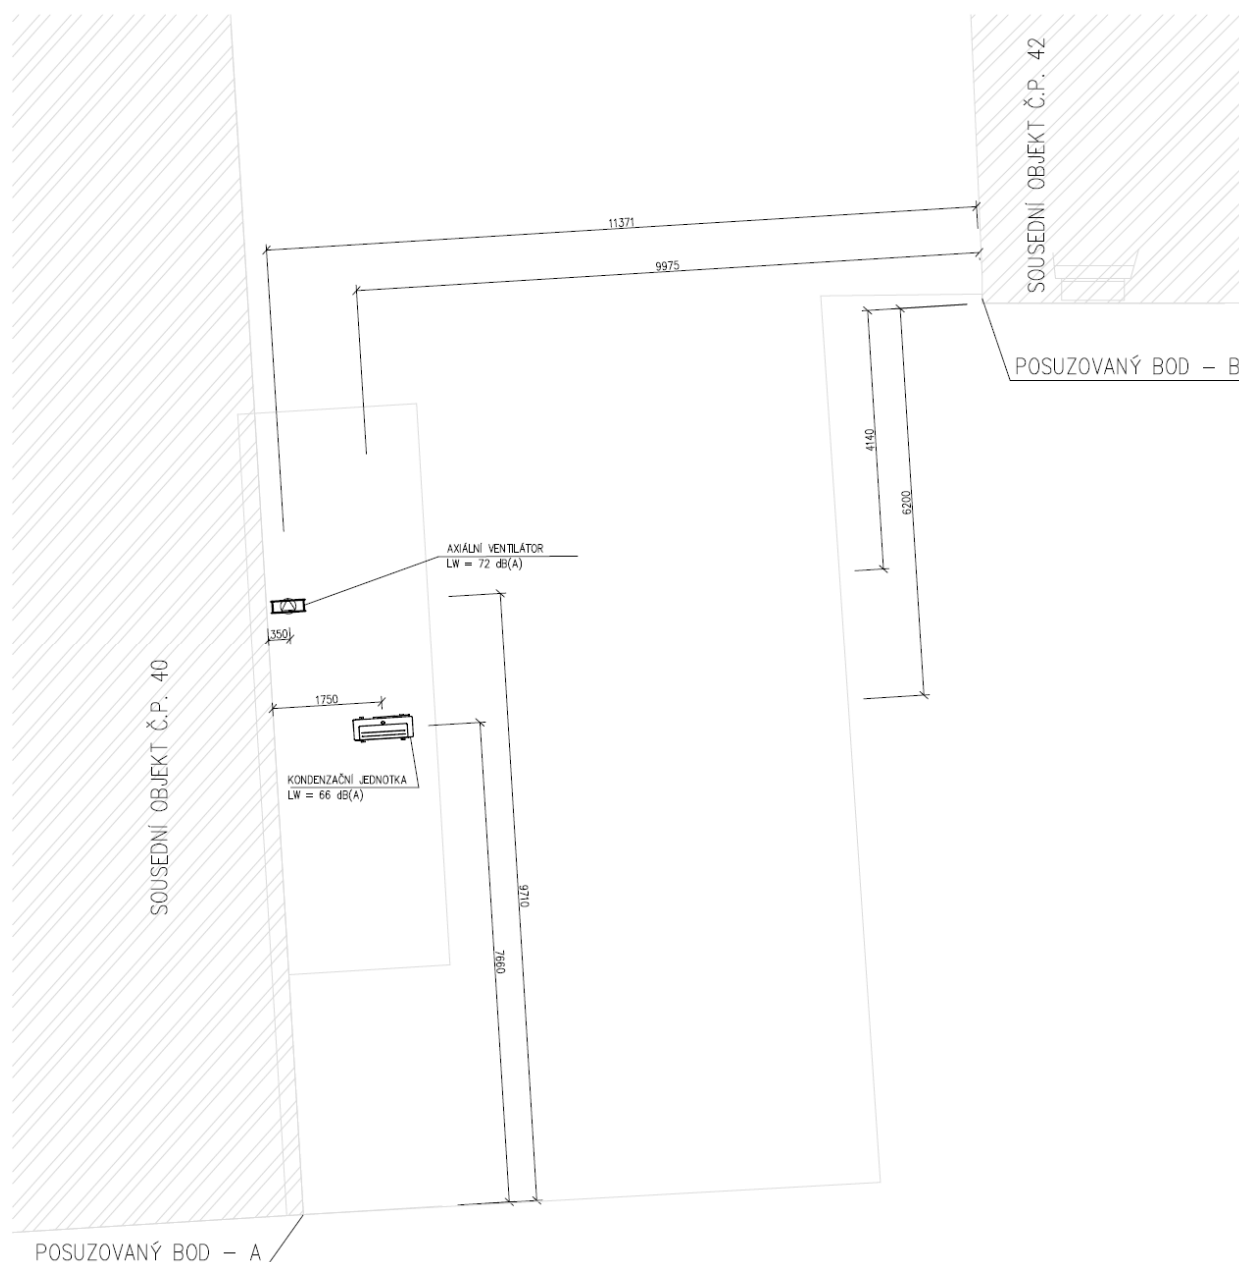 SOUSEDNÍ OBJEKT Č.P. 42
11371
9975
POSUZOVANÝ BOD – B
4140
6200
AXIÁLNÍ VENTILÁTOR
LW = 72 dB(A)
350
SOUSEDNÍ OBJEKT Č.P. 40
1750
KONDENZAČNÍ JEDNOTKA
LW = 66 dB(A)
9710
7660
POSUZOVANÝ BOD – A